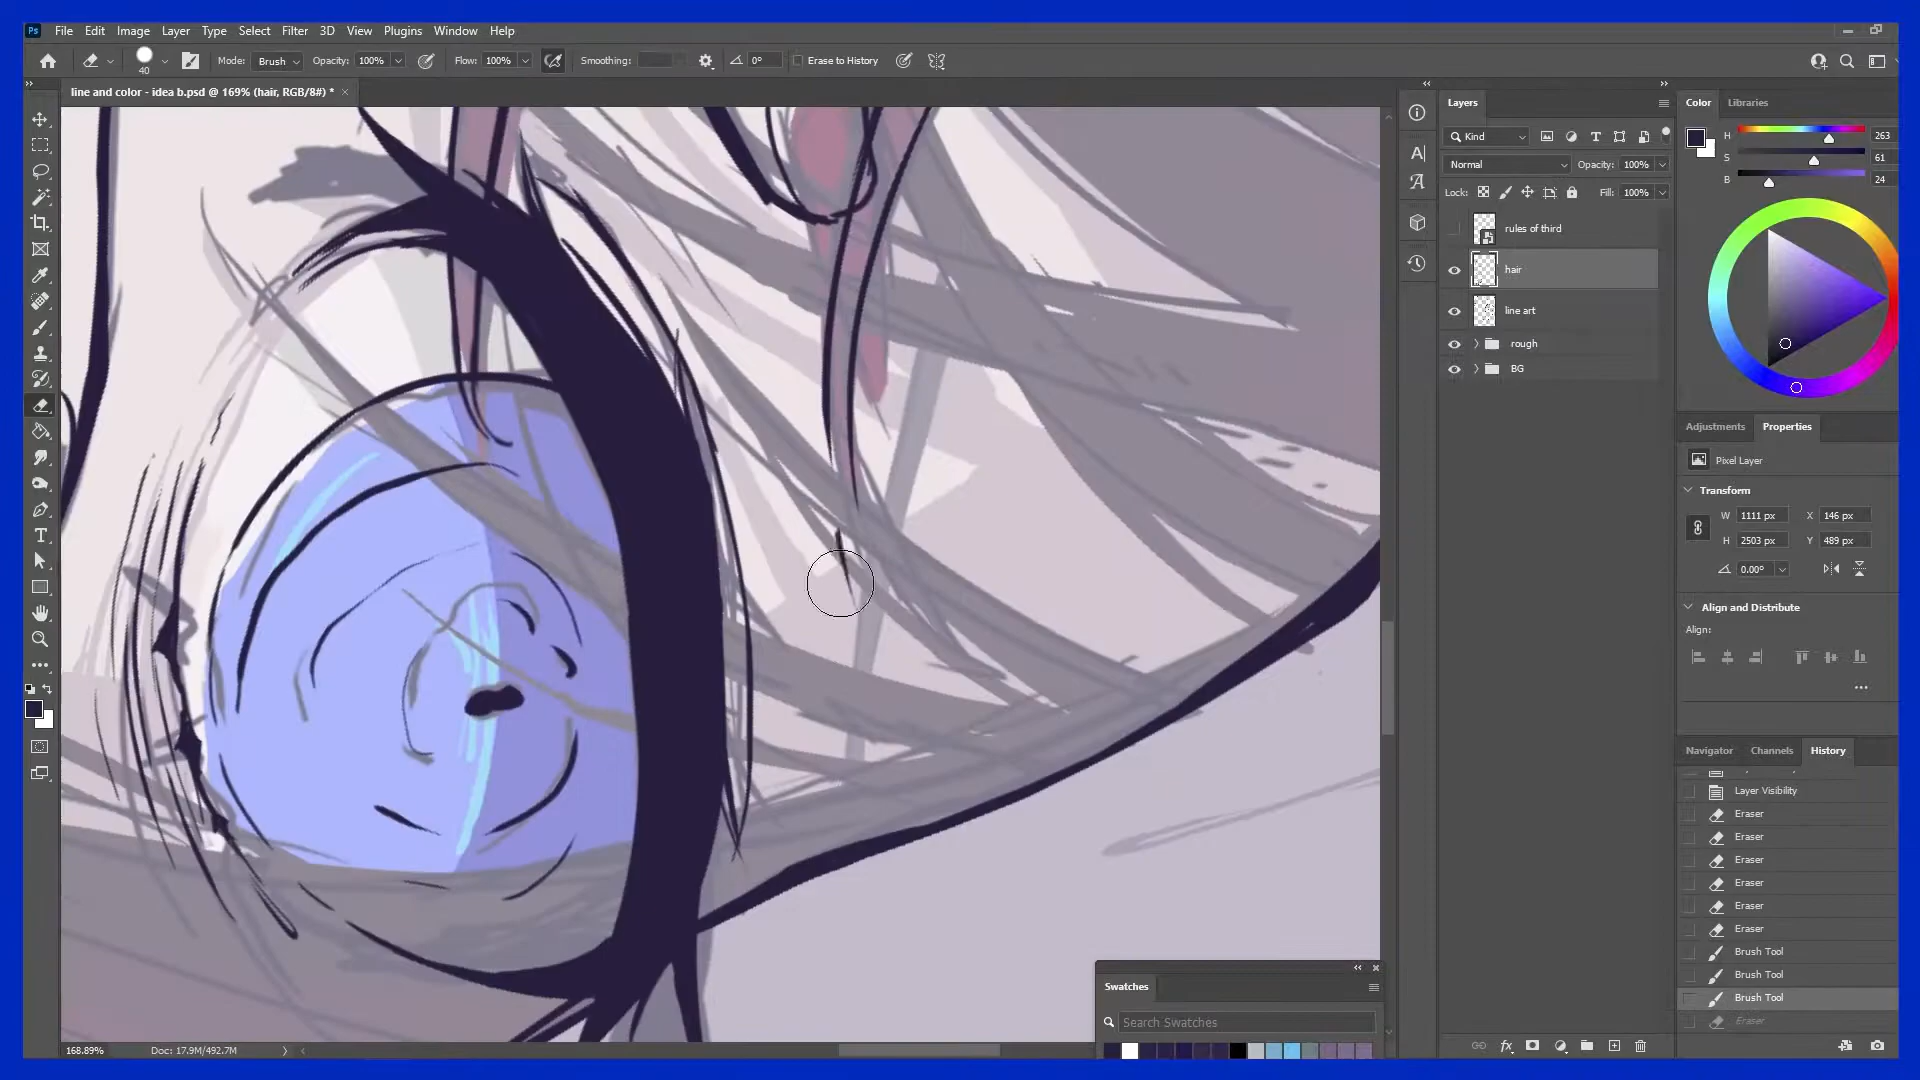 Ps File Edit Image Layer Type Select Filter 3D View Plugins Window Help
40 Mode: Brush Opacity: 100% Flow: 100% Smoothing: 0° Erase to History
line and color - idea b.psd @ 169% (hair, RGB/8#) *
Layers
Kind
Normal Opacity: 100%
Lock: Fill: 100%
rules of third
hair
line art
rough
BG
Color Libraries
H 263
S 61
B 24
Adjustments Properties
Pixel Layer
Transform
W 1111 px X 146 px
H 2503 px Y 489 px
0.00°
Align and Distribute
Align:
Navigator Channels History
Layer Visibility
Eraser
Eraser
Eraser
Eraser
Eraser
Eraser
Brush Tool
Brush Tool
Brush Tool
Eraser
Swatches
Search Swatches
168.89% Doc: 17.9M/492.7M